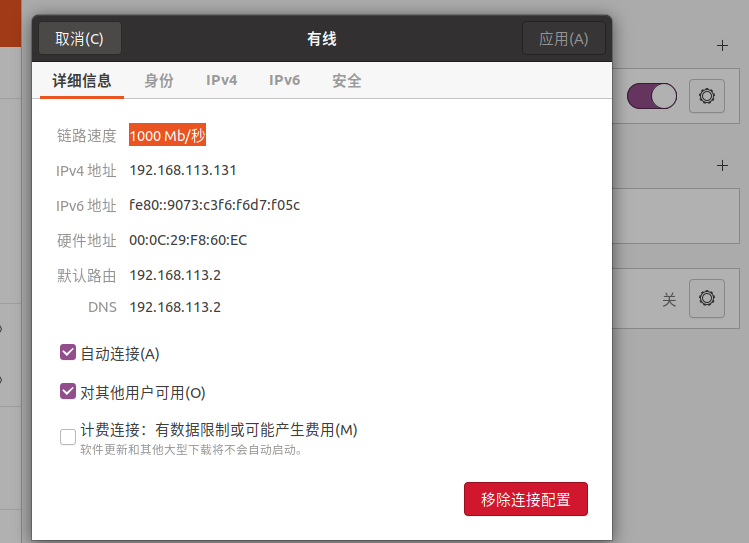 取消(C)
有线
应用(A)
详细信息
身份
IPv4
IPv6
安全
链路速度 1000 Mb/秒
IPv4 地址 192.168.113.131
IPv6 地址 fe80::9073:c3f6:f6d7:f05c
硬件地址 00:0C:29:F8:60:EC
默认路由 192.168.113.2
DNS 192.168.113.2
自动连接(A)
对其他用户可用(O)
计费连接：有数据限制或可能产生费用(M)
软件更新和其他大型下载将不会自动启动。
移除连接配置
关